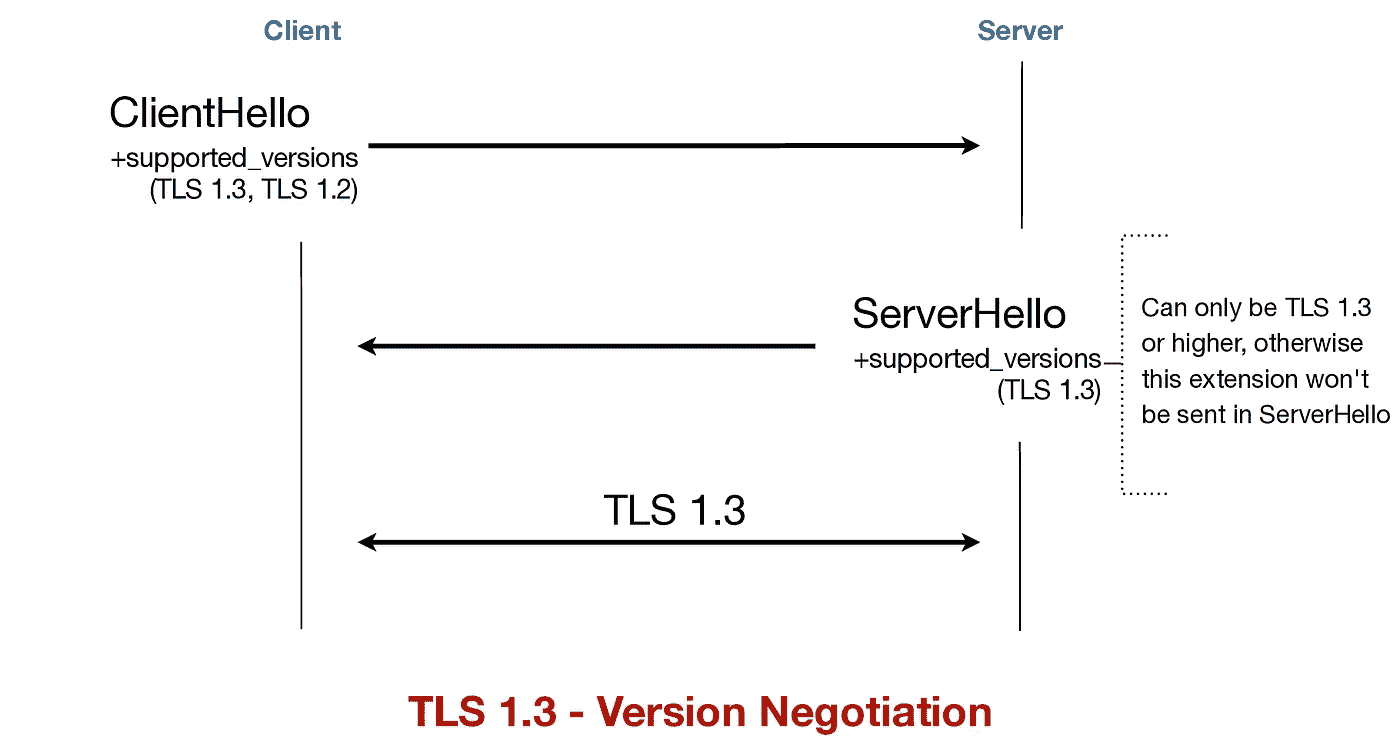 Client
Server
ClientHello
+supported_versions
(TLS 1.3, TLS 1.2)
ServerHello
+supported_versions
(TLS 1.3)
Can only be TLS 1.3
or higher, otherwise
this extension won't
be sent in ServerHello
TLS 1.3
TLS 1.3 - Version Negotiation